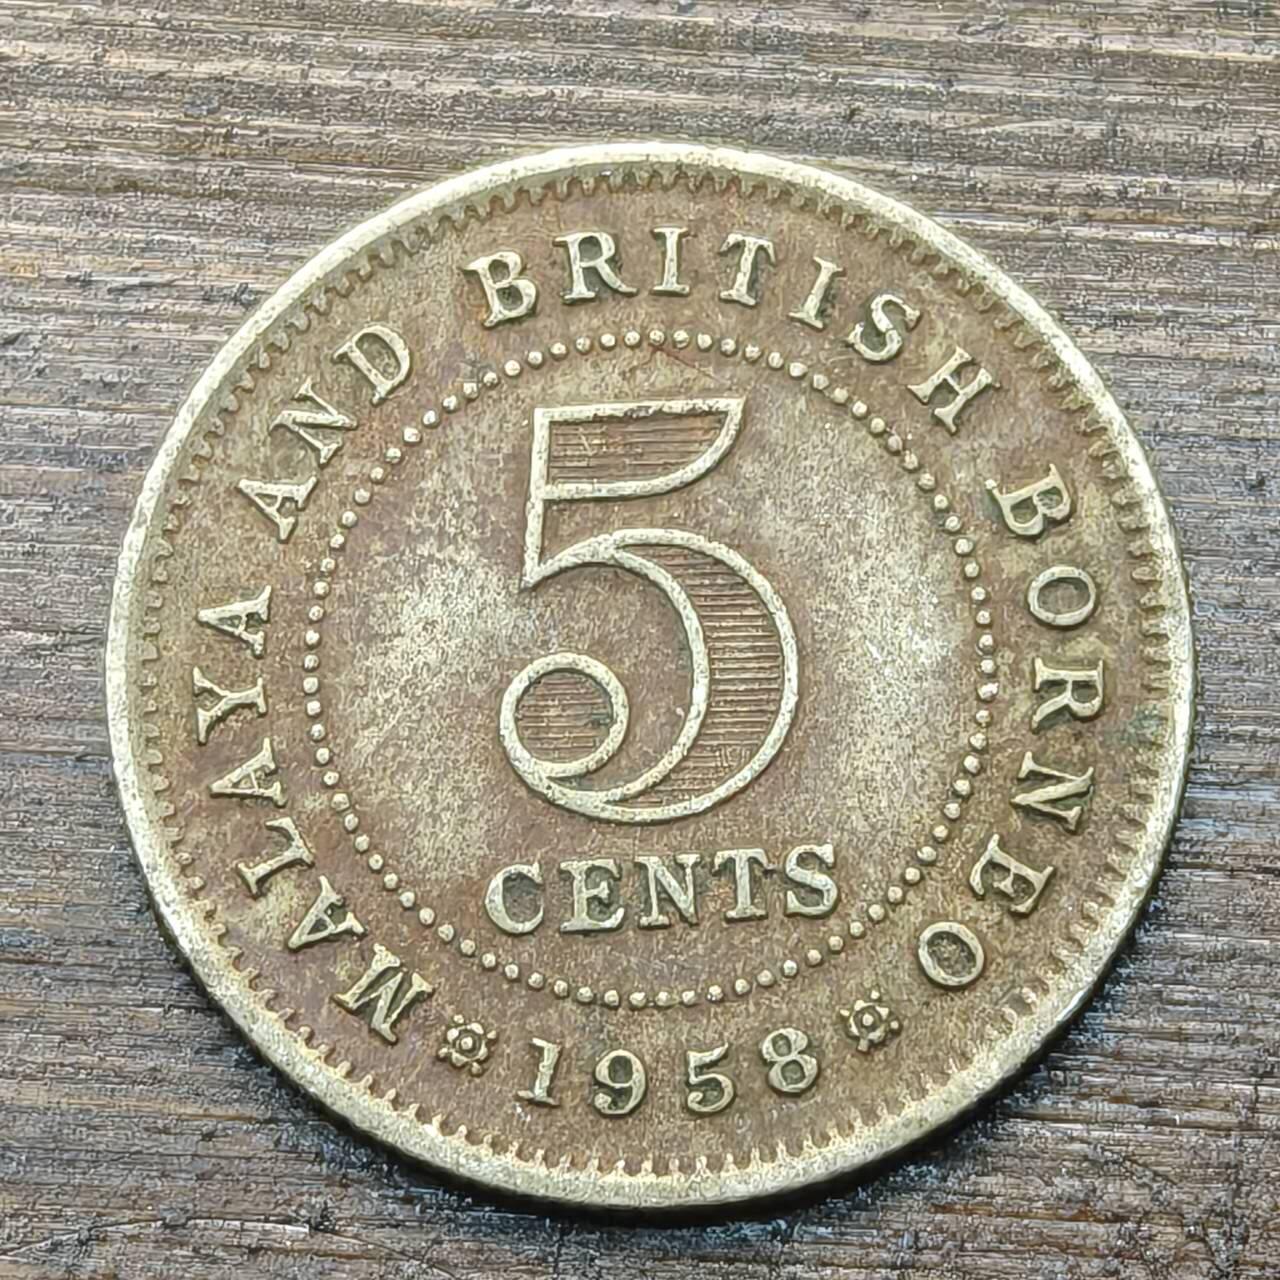 MALAYA AND BRITISH BORNEO
5
CENTS
1958